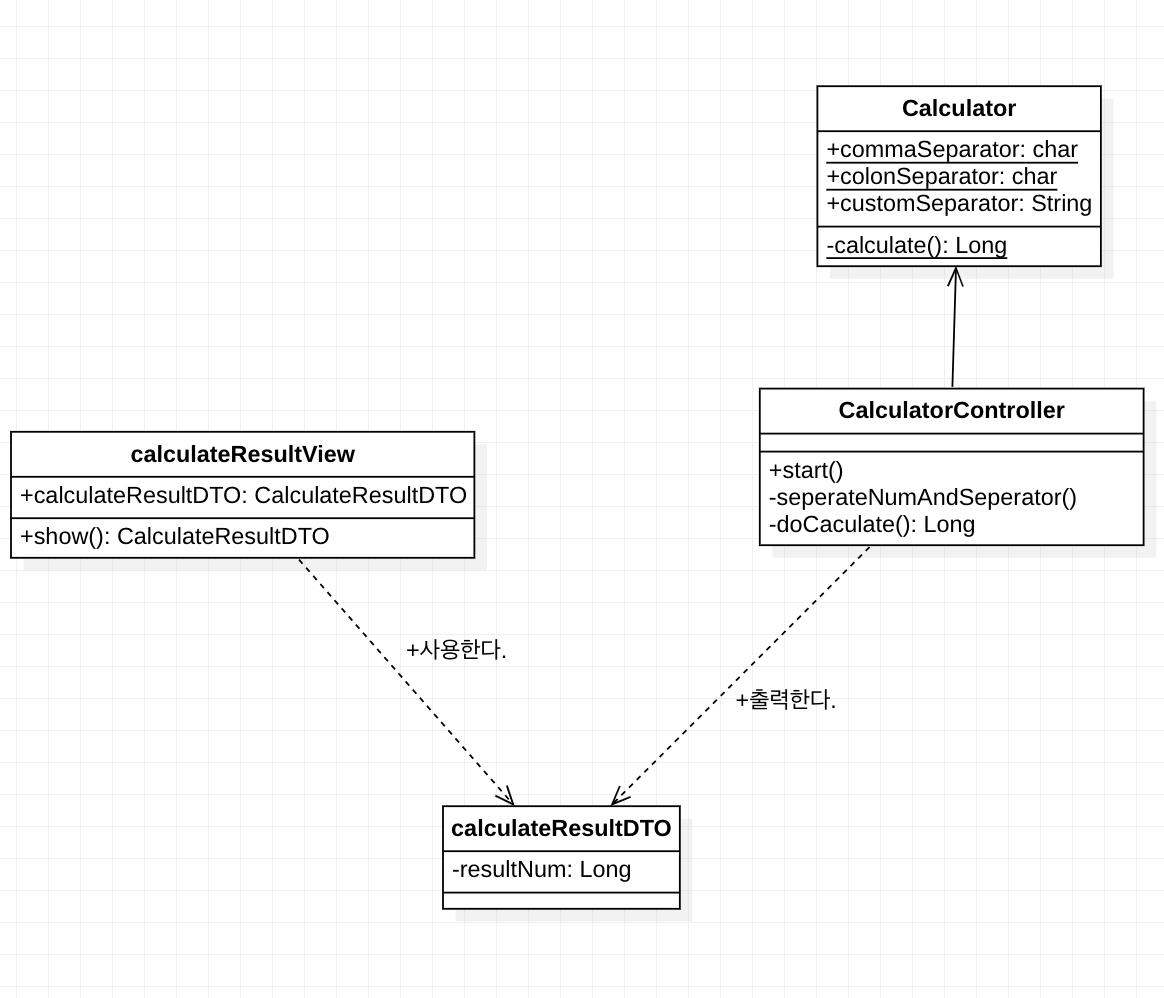 Calculator
+commaSeparator: char
+colonSeparator: char
+customSeparator: String
-calculate(): Long
CalculatorController
+start()
-seperateNumAndSeperator()
-doCaculate(): Long
calculateResultView
+calculateResultDTO: CalculateResultDTO
+show(): CalculateResultDTO
+사용한다.
+출력한다.
calculateResultDTO
-resultNum: Long